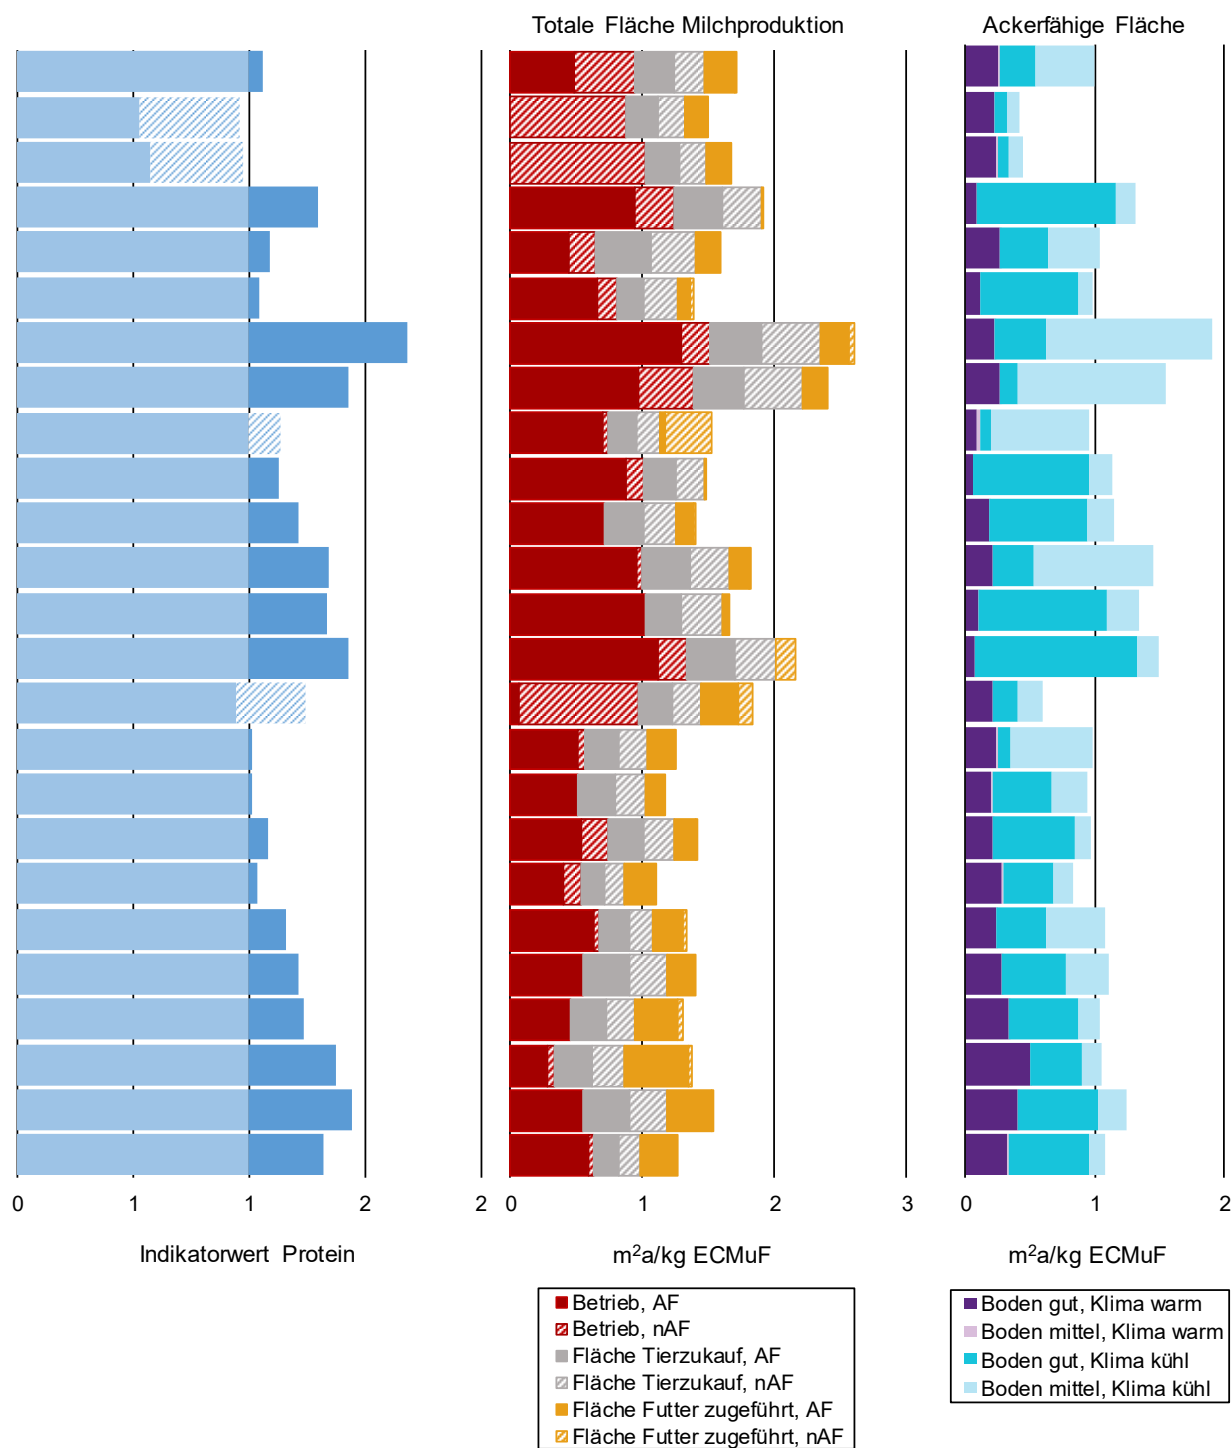 Totale Fläche Milchproduktion
Ackerfähige Fläche
0 1 1 2 2
0 1 2 3
0 1 2
Indikatorwert Protein
m²a/kg ECMuF
m²a/kg ECMuF
Betrieb, AF
Betrieb, nAF
Fläche Tierzukauf, AF
Fläche Tierzukauf, nAF
Fläche Futter zugeführt, AF
Fläche Futter zugeführt, nAF
Boden gut, Klima warm
Boden mittel, Klima warm
Boden gut, Klima kühl
Boden mittel, Klima kühl